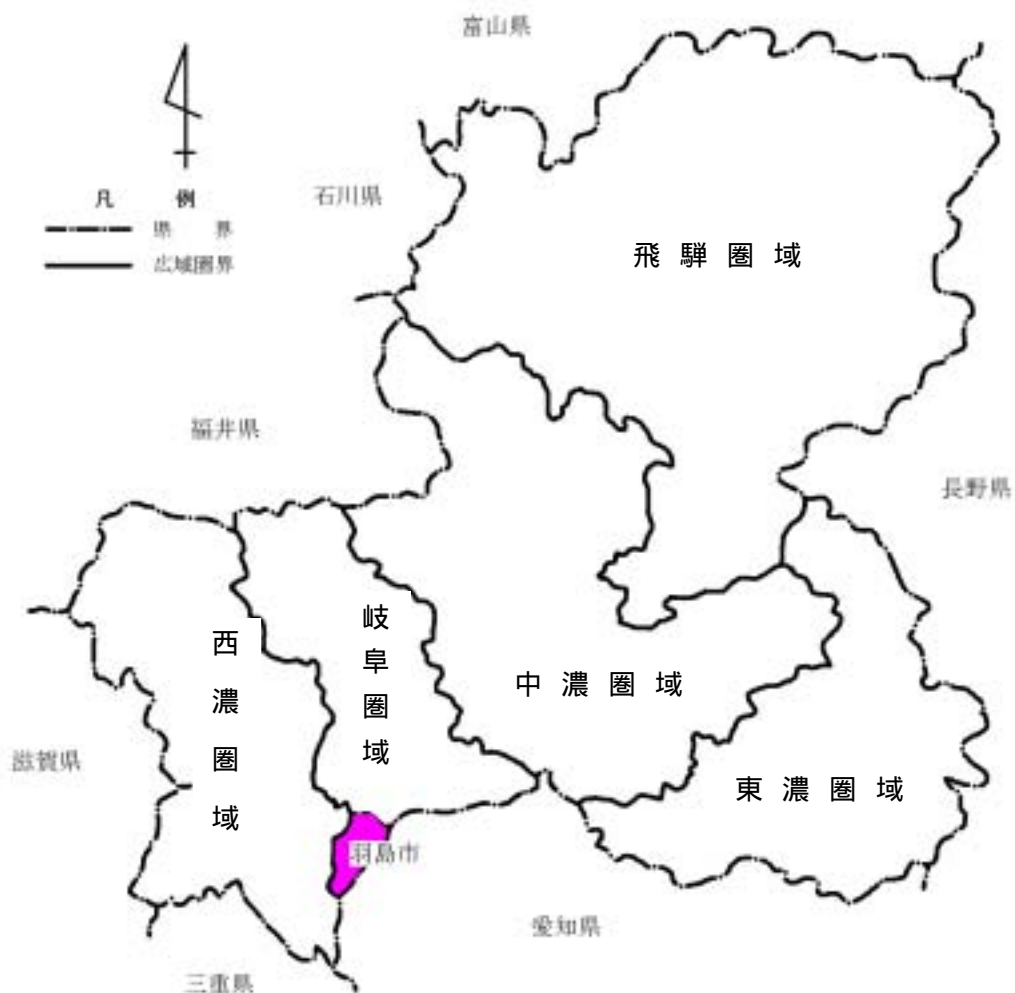 富山県
石川県
凡 例
県 界
広域圏界
飛騨圏域
福井県
長野県
岐阜圏域
西濃圏域
中濃圏域
滋賀県
東濃圏域
羽島市
愛知県
三重県